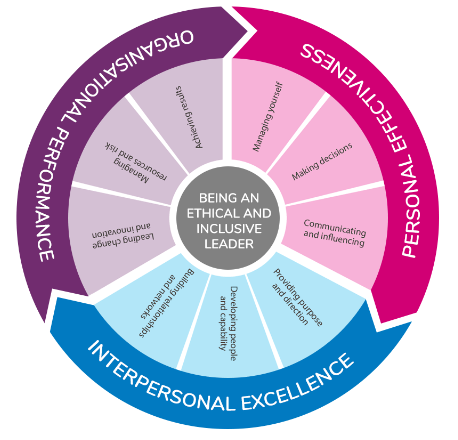 BEING AN
ETHICAL AND
INCLUSIVE
LEADER
PERSONAL EFFECTIVENESS
Managing yourself
Making decisions
Communicating
and influencing
INTERPERSONAL EXCELLENCE
Providing purpose
and direction
Developing people
and capability
Building relationships
and networks
ORGANISATIONAL PERFORMANCE
Leading change
and innovation
Managing
resources and risk
Achieving results